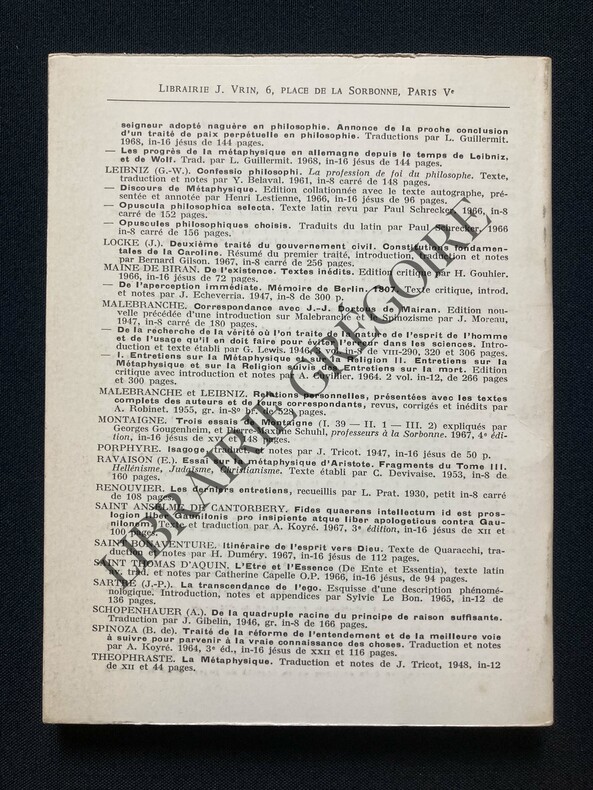 LIBRAIRIE J. VRIN, 6, PLACE DE LA SORBONNE, PARIS Ve
seigneur adopté naguère en philosophie. Annonce de la proche conclusion
d'un traité de paix perpétuelle en philosophie. Traductions par L. Guillermit.
1968, in-16 jésus de 144 pages.
— Les progrès de la métaphysique en allemagne depuis le temps de Leibniz,
et de Wolf. Trad. par L. Guillermit. 1968, in-16 jésus de 144 pages.
LEIBNIZ (G.-W.). Confessio philosophi. La profession de foi du philosophe. Texte,
traduction et notes par Y. Belaval. 1961, in-8 carré de 148 pages.
— Discours de Métaphysique. Edition collationnée avec le texte autographe, pré-
sentée et annotée par Henri Lestienne, 1966, in-16 jésus de 96 pages.
— Opuscula philosophica selecta. Texte latin revu par Paul Schrecker, 1966, in-8
carré de 152 pages.
— Opuscules philosophiques choisis. Traduits du latin par Paul Schrecker. 1966
in-8 carré de 156 pages.
LOCKE (J.). Deuxième traité du gouvernement civil. Constitutions fondamen-
tales de la Caroline. Résumé du premier traité, introduction, traduction et notes
par Bernard Gilson. 1967, in-8 carré de 256 pages.
MAINE DE BIRAN. De l'existence. Textes inédits. Edition critique par H. Gouhier.
1966, in-16 jésus de 72 pages.
— De l'aperception immédiate. Mémoire de Berlin. 1807. Texte critique, introd.
et notes par J. Echeverria. 1947, in-8 de 300 p.
MALEBRANCHE. Correspondance avec J.-J. Dortous de Mairan. Edition nou-
velle précédée d'une introduction sur Malebranche et le Spinozisme par J. Moreau,
1947, in-8 carré de 180 pages.
— De la recherche de la vérité où l'on traite de la nature de l'esprit de l'homme
et de l'usage qu'il en doit faire pour éviter l'erreur dans les sciences. Intro-
duction et texte établi par G. Lewis. 1946, in-8 de VIII-290, 320 et 306 pages.
— I. Entretiens sur la Métaphysique et sur la Religion II. Entretiens sur la
Métaphysique et sur la Religion suivis des Entretiens sur la mort. Edition
critique avec introduction et notes par A. Cuvillier. 1964. 2 vol. in-12, de 266 pages
et 300 pages.
MALEBRANCHE et LEIBNIZ. Relations personnelles, présentées avec les textes
complets des auteurs et de leurs correspondants, revus, corrigés et inédits par
A. Robinet. 1955, gr. in-8º de 528 pages.
MONTAIGNE. Trois essais de Montaigne (I. 39 — II. 1 — III. 2) expliqués par
Georges Gougenheim, et Pierre-Maxime Schuhl, professeurs à la Sorbonne. 1967, 4e édi-
tion, in-16 jésus de XVI et 148 pages.
PORPHYRE. Isagoge notes par J. Tricot. 1947, in-16 jésus de 50 p.
RAVAISON (E.). Essai sur la métaphysique d'Aristote. Fragments du Tome III.
Hellénisme, Judaïsme, Christianisme. Texte établi par C. Devivaise. 1953, in-8 de
160 pages.
RENOUVIER. Les derniers entretiens, recueillis par L. Prat. 1930, petit in-8 carré
de 108 pages.
SAINT ANSELME DE CANTORBERY. Fides quaerens intellectum id est pros-
logion liber Gaunilonis pro insipiente atque liber apologeticus contra Gau-
nilonem. Texte et traduction par A. Koyré. 1967, 3e édition, in-16 jésus de XII et
100 pages.
SAINT BONAVENTURE. Itinéraire de l'esprit vers Dieu. Texte de Quaracchi, tra-
duction et notes par H. Duméry. 1967, in-16 jésus de 112 pages.
SAINT THOMAS D'AQUIN. L'Etre et l'Essence (De Ente et Essentia), texte latin
av. trad. et notes par Catherine Capelle O.P. 1966, in-16 jésus, de 94 pages.
SARTRE (J.-P.). La transcendance de l'ego. Esquisse d'une description phénomé-
nologique. Introduction, notes et appendices par Sylvie Le Bon. 1965, in-12 de
136 pages.
SCHOPENHAUER (A.). De la quadruple racine du principe de raison suffisante.
Traduction par J. Gibelin, 1946, gr. in-8 de 166 pages.
SPINOZA (B. de). Traité de la réforme de l'entendement et de la meilleure voie
à suivre pour parvenir à la vraie connaissance des choses. Traduction et notes
par A. Koyré. 1964, 3e éd., in-16 jésus de XXII et 116 pages.
THEOPHRASTE. La Métaphysique. Traduction et notes de J. Tricot, 1948, in-12
de XII et 44 pages.
LIBRAIRIE GREGOIRE